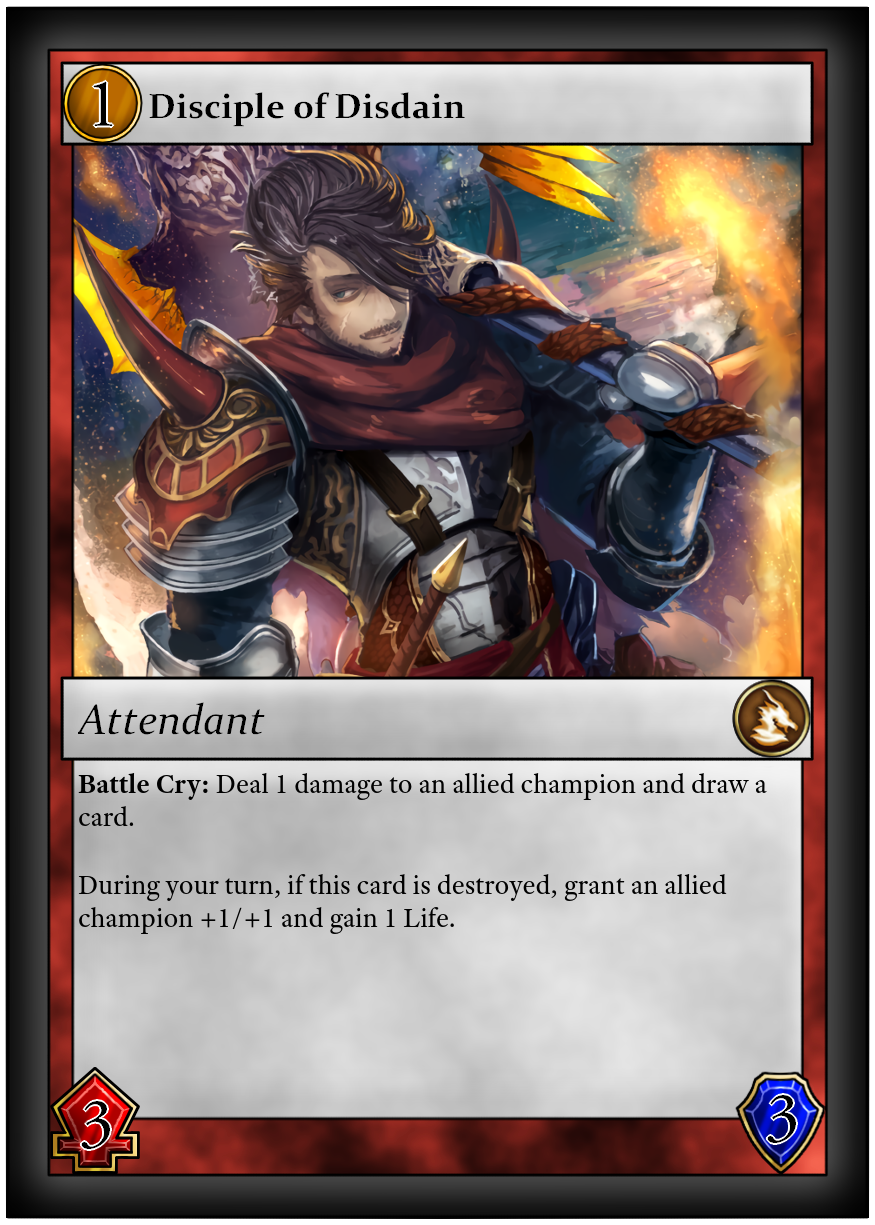 1
Disciple of Disdain
Attendant
Battle Cry: Deal 1 damage to an allied champion and draw a
card.
During your turn, if this card is destroyed, grant an allied
champion +1/+1 and gain 1 Life.
3
3